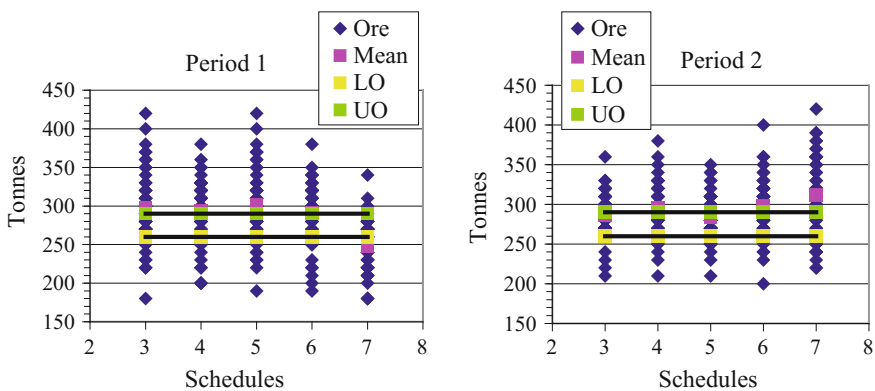 Period 1
Ore
Mean
LO
UO
Tonnes
450
400
350
300
250
200
150
2 3 4 5 6 7 8
Schedules
Period 2
Ore
Mean
LO
UO
Tonnes
450
400
350
300
250
200
150
2 3 4 5 6 7 8
Schedules